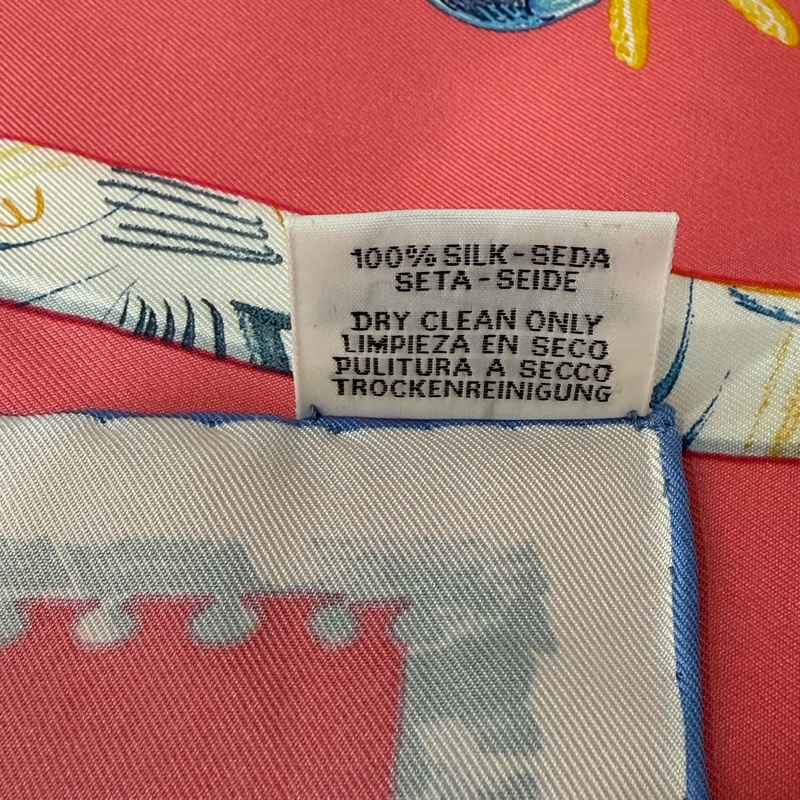 100% SILK-SEDA
SETA-SEIDE
DRY CLEAN ONLY
LIMPIEZA EN SECO
PULITURA A SECCO
TROCKENREINIGUNG